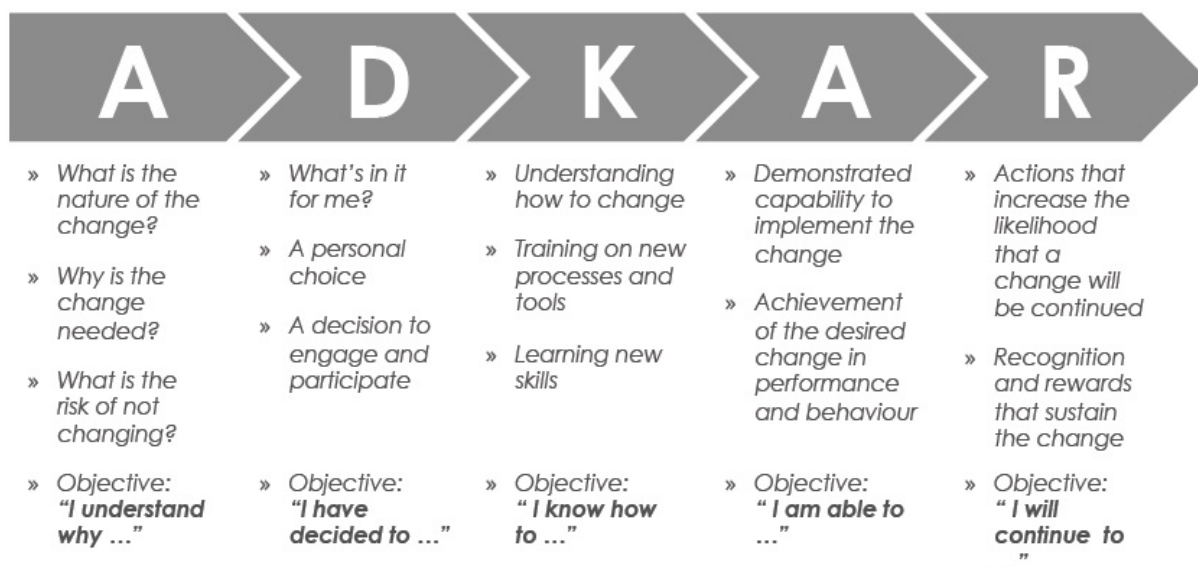 A
D
K
A
R
» What is the
nature of the
change?
» Why is the
change
needed?
» What is the
risk of not
changing?
» Objective:
“I understand
why ...”
» What’s in it
for me?
» A personal
choice
» A decision to
engage and
participate
» Objective:
“I have
decided to ...”
» Understanding
how to change
» Training on new
processes and
tools
» Learning new
skills
» Objective:
“ I know how
to ...”
» Demonstrated
capability to
implement the
change
» Achievement
of the desired
change in
performance
and behaviour
» Objective:
“ I am able to
...”
» Actions that
increase the
likelihood
that a
change will
be continued
» Recognition
and rewards
that sustain
the change
» Objective:
“ I will
continue to
...”